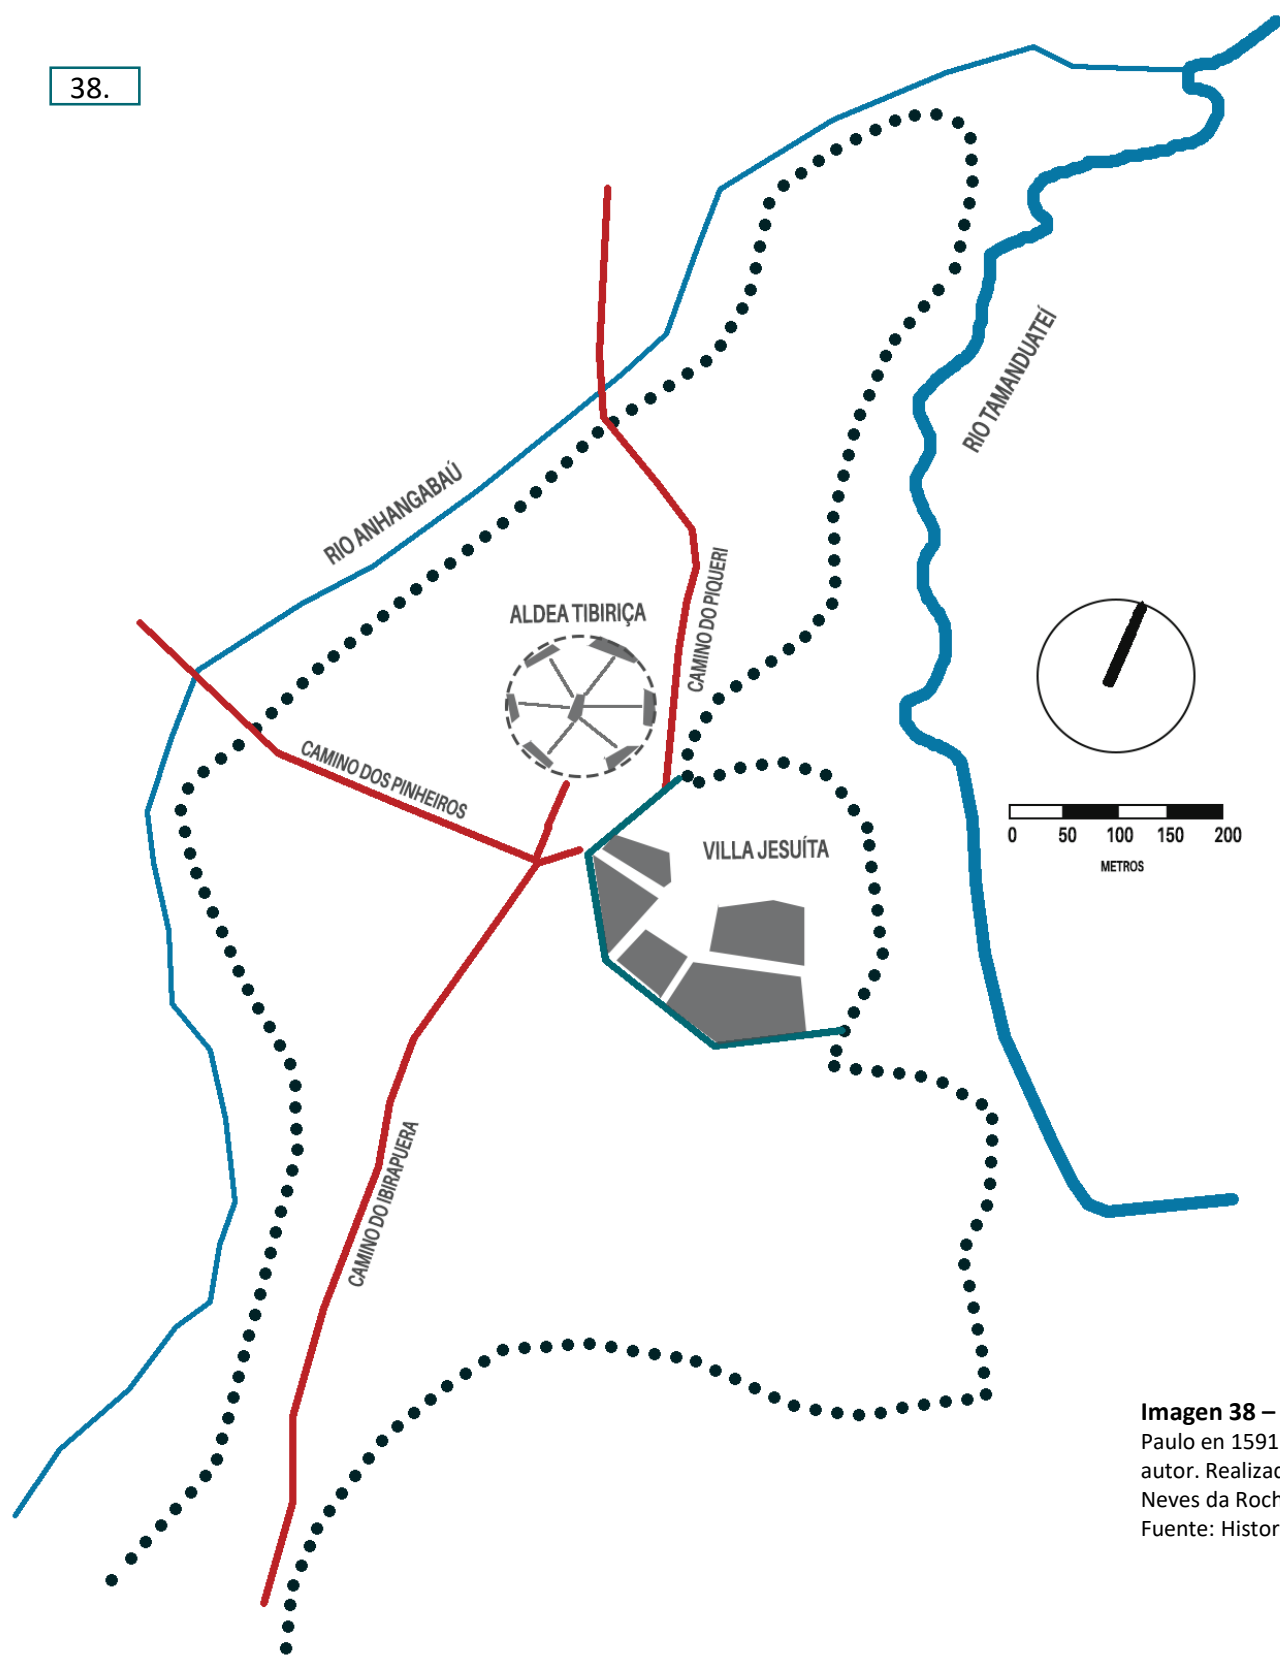 38.
RIO TAMANDUATEÍ
RIO ANHANGABAÚ
CAMINO DO PIQUERI
ALDEA TIBIRIÇA
CAMINO DOS PINHEIROS
VILLA JESUÍTA
0 50 100 150 200
METROS
CAMINO DO IBIRAPUERA
Imagen 38 –
Paulo en 1591
autor. Realizad
Neves da Roch
Fuente: Histor